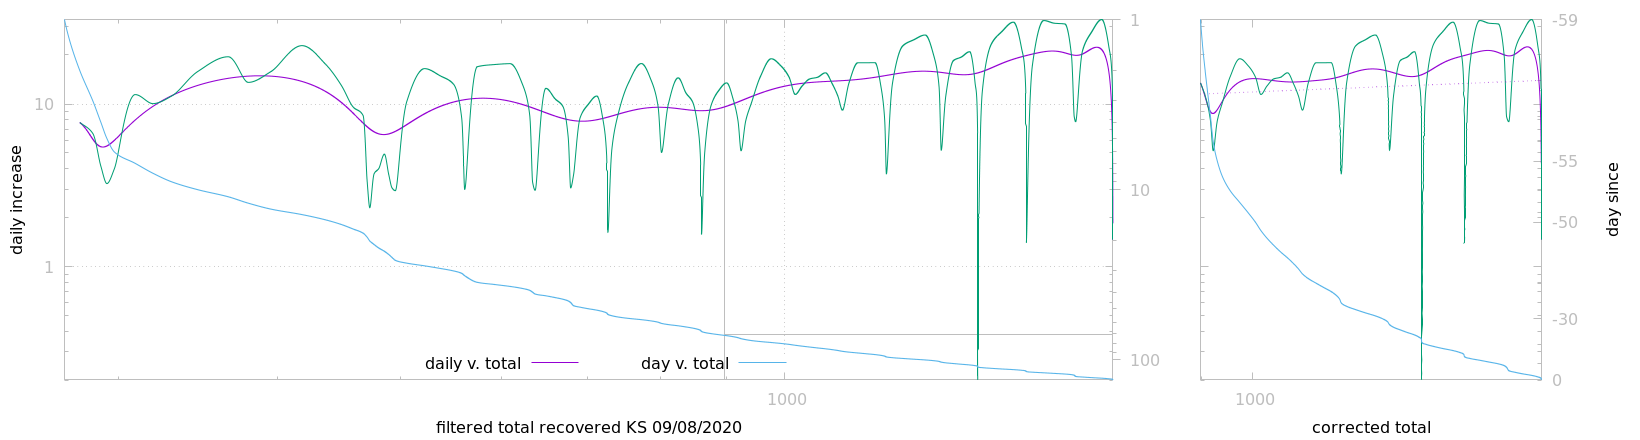 daily increase
10
1
daily v. total
day v. total
1000
filtered total recovered KS 09/08/2020
1
10
100
1000
corrected total
-59
-55
-50
-30
0
day since